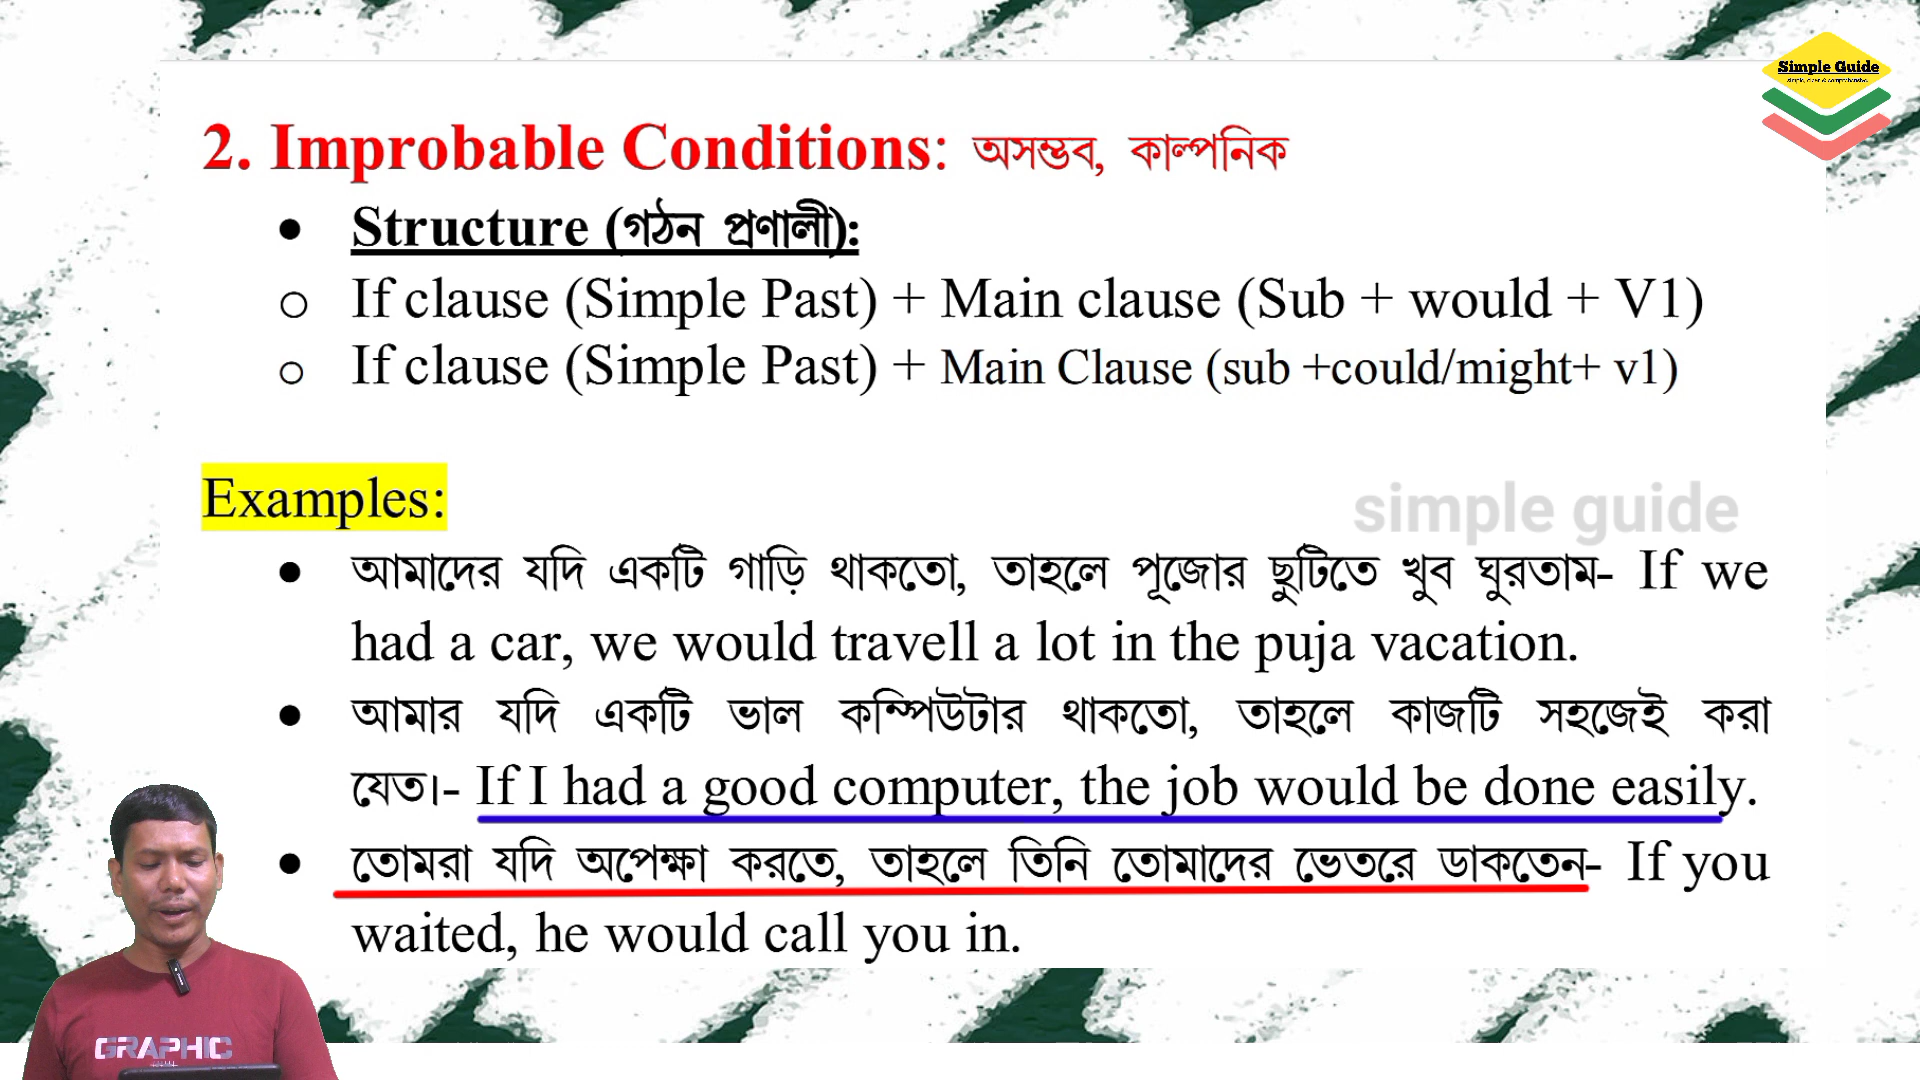 Simple Guide
2. Improbable Conditions: অসম্ভব, কাল্পনিক
Structure (গঠন প্রণালী):
If clause (Simple Past) + Main clause (Sub + would + V1)
If clause (Simple Past) + Main Clause (sub +could/might+ v1)
Examples:
simple guide
আমাদের যদি একটি গাড়ি থাকতো, তাহলে পূজোর ছুটিতে খুব ঘুরতাম- If we
had a car, we would travell a lot in the puja vacation.
আমার যদি একটি ভাল কম্পিউটার থাকতো, তাহলে কাজটি সহজেই করা
যেত।- If I had a good computer, the job would be done easily.
তোমরা যদি অপেক্ষা করতে, তাহলে তিনি তোমাদের ভেতরে ডাকতেন- If you
waited, he would call you in.
GRAPHIC